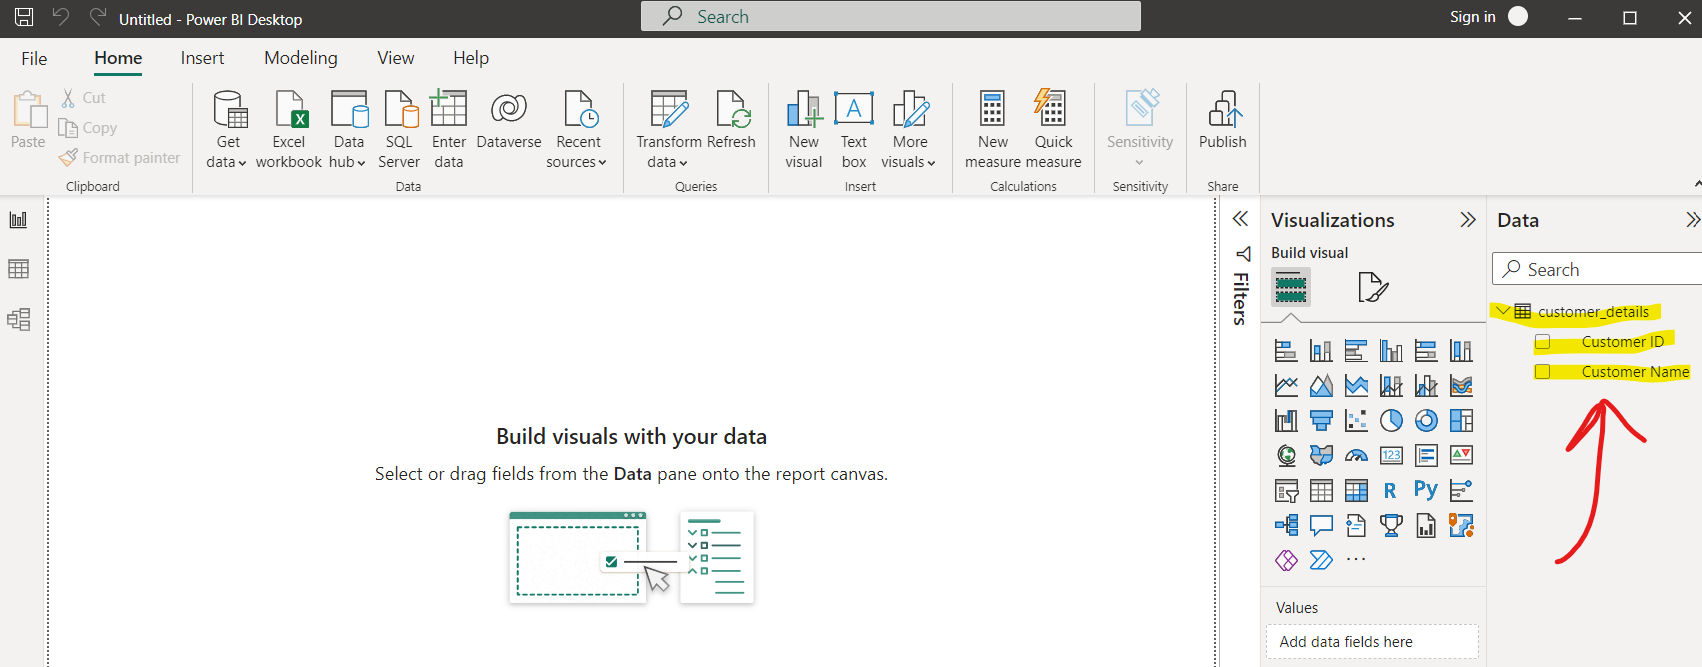 Untitled - Power BI Desktop
Search
Sign in
File
Home
Insert
Modeling
View
Help
Paste
Cut
Copy
Format painter
Clipboard
Get data
Excel workbook
Data hub
SQL Server
Enter data
Dataverse
Recent sources
Data
Transform data
Refresh
Queries
New visual
Text box
More visuals
Insert
New measure
Quick measure
Calculations
Sensitivity
Sensitivity
Publish
Share
Build visuals with your data
Select or drag fields from the Data pane onto the report canvas.
Filters
Visualizations
Build visual
123
R
Py
Values
Add data fields here
Data
Search
customer_details
Customer ID
Customer Name